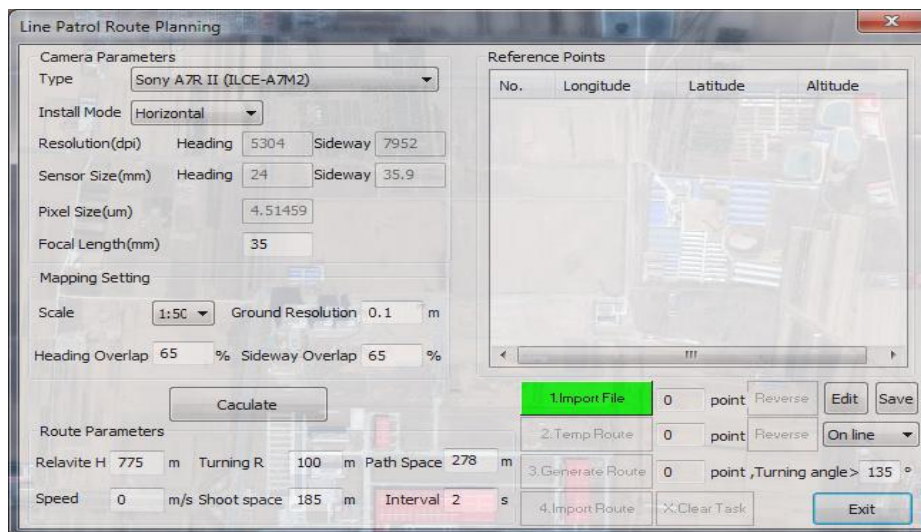 Line Patrol Route Planning
Camera Parameters
Type Sony A7R II (ILCE-A7M2)
Install Mode Horizontal
Resolution(dpi) Heading 5304 Sideway 7952
Sensor Size(mm) Heading 24 Sideway 35.9
Pixel Size(um) 4.51459
Focal Length(mm) 35
Mapping Setting
Scale 1:50 Ground Resolution 0.1 m
Heading Overlap 65 % Sideway Overlap 65 %
Caculate
Route Parameters
Relavite H 775 m Turning R 100 m Path Space 278 m
Speed 0 m/s Shoot space 185 m Interval 2 s
Reference Points
No. Longitude Latitude Altitude
1.Import File 0 point Reverse Edit Save
2.Temp Route 0 point Reverse On line
3.Generate Route 0 point ,Turning angle> 135 °
4.Import Route X.Clear Task Exit